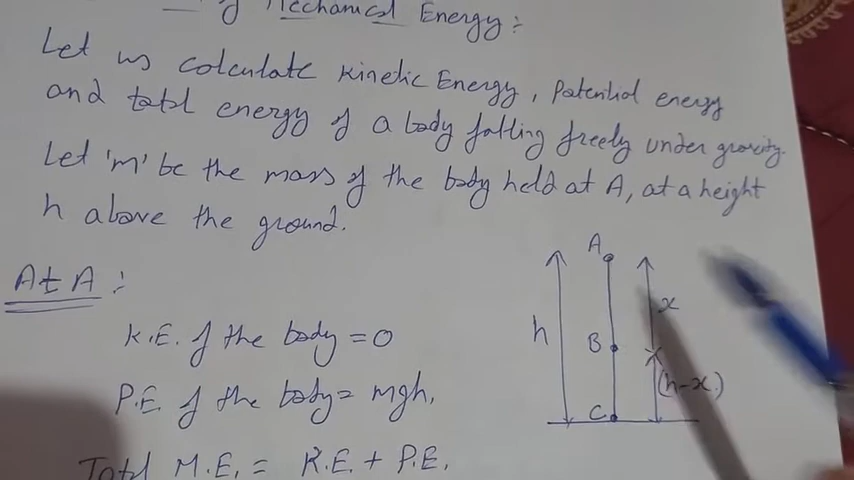 of Mechanical Energy:
Let us calculate Kinetic Energy, Potential energy
and total energy of a body falling freely under gravity.
Let 'm' be the mass of the body held at A, at a height
h above the ground.
At A:
K.E. of the body = 0
P.E. of the body = mgh,
Total M.E. = K.E. + P.E.
A
x
h
B
(h-x)
C